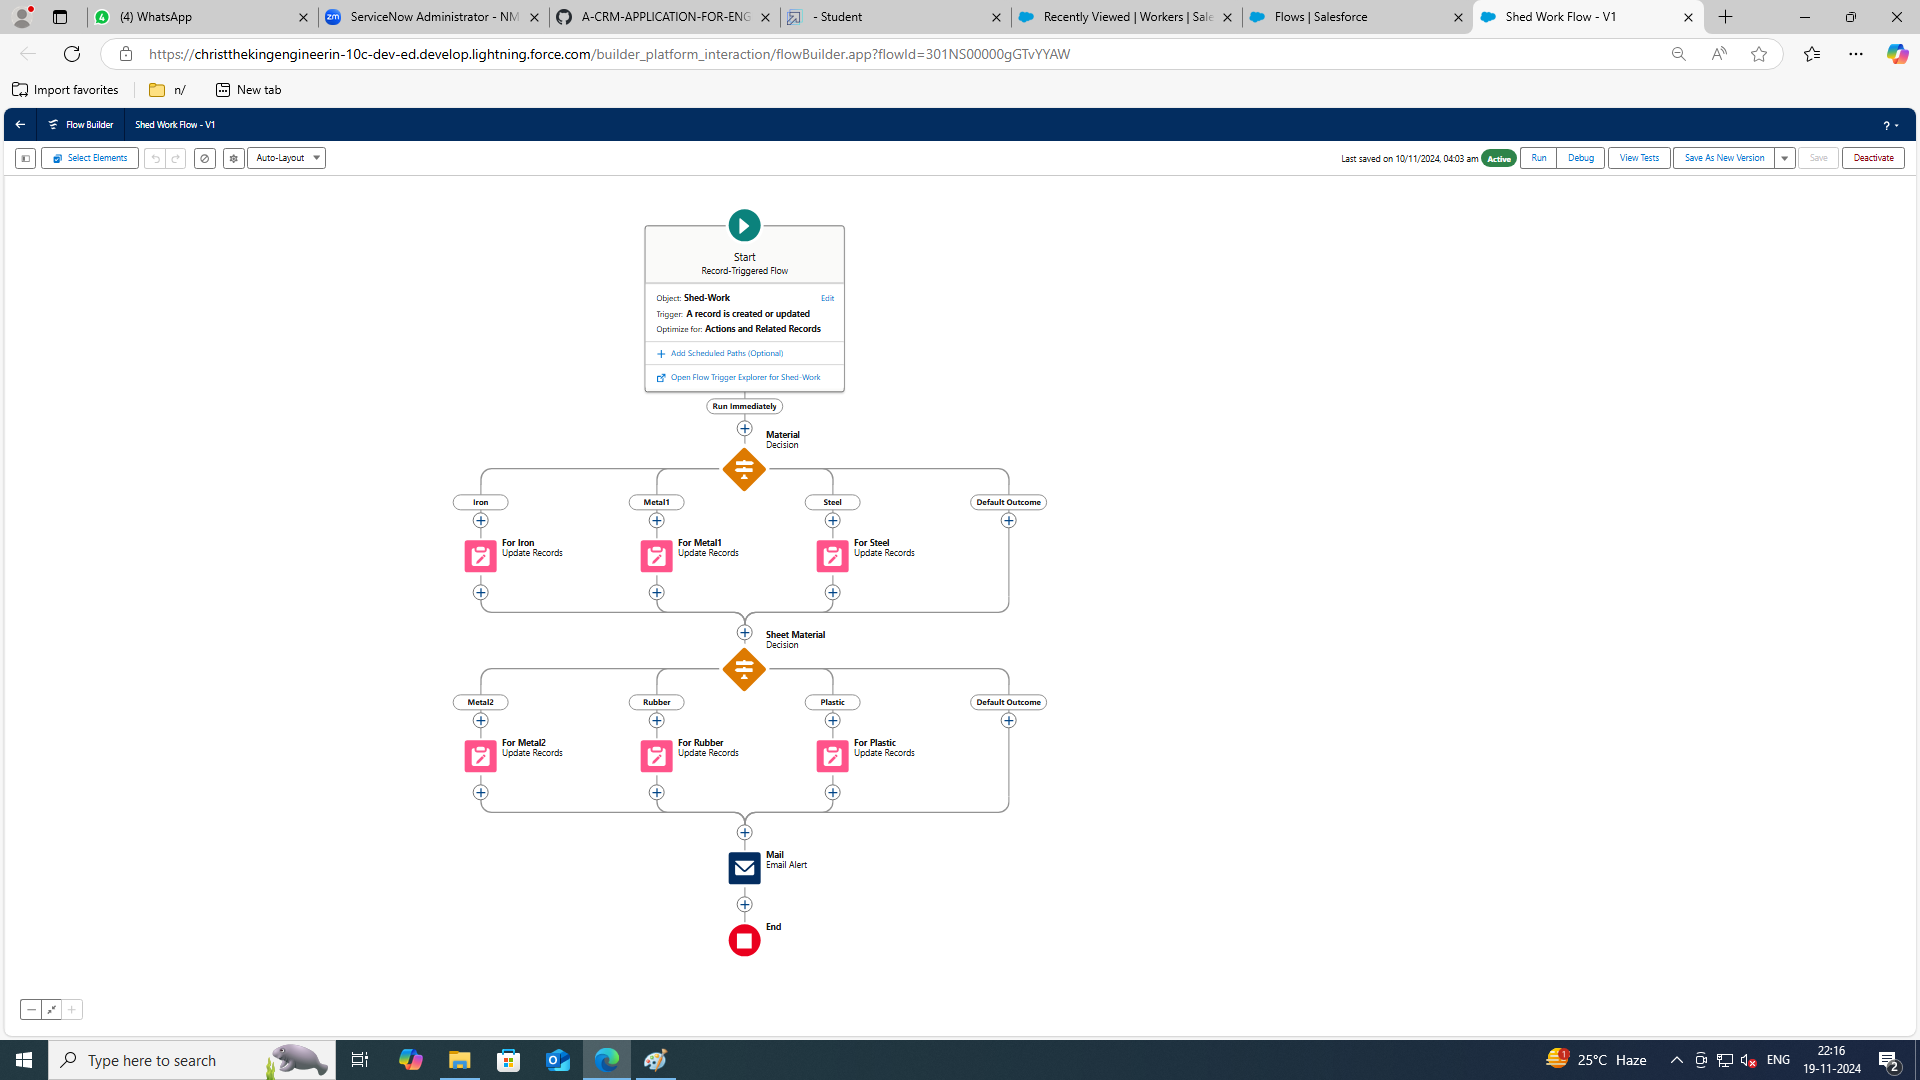 (4) WhatsApp
ServiceNow Administrator - NM
A-CRM-APPLICATION-FOR-ENG
- Student
Recently Viewed | Workers | Sale
Flows | Salesforce
Shed Work Flow - V1
https://christthekingengineerin-10c-dev-ed.develop.lightning.force.com/builder_platform_interaction/flowBuilder.app?flowId=301NS00000gGTvYYAW
Import favorites
n/
New tab
Flow Builder
Shed Work Flow - V1
?
Select Elements
Auto-Layout
Last saved on 10/11/2024, 04:03 am
Active
Run
Debug
View Tests
Save As New Version
Save
Deactivate
Start
Record-Triggered Flow
Object: Shed-Work
Edit
Trigger: A record is created or updated
Optimize for: Actions and Related Records
Add Scheduled Paths (Optional)
Open Flow Trigger Explorer for Shed-Work
Run Immediately
Material
Decision
Iron
Metal1
Steel
Default Outcome
For Iron
Update Records
For Metal1
Update Records
For Steel
Update Records
Sheet Material
Decision
Metal2
Rubber
Plastic
Default Outcome
For Metal2
Update Records
For Rubber
Update Records
For Plastic
Update Records
Mail
Email Alert
End
Type here to search
1
25°C Haze
ENG
22:16
19-11-2024
2